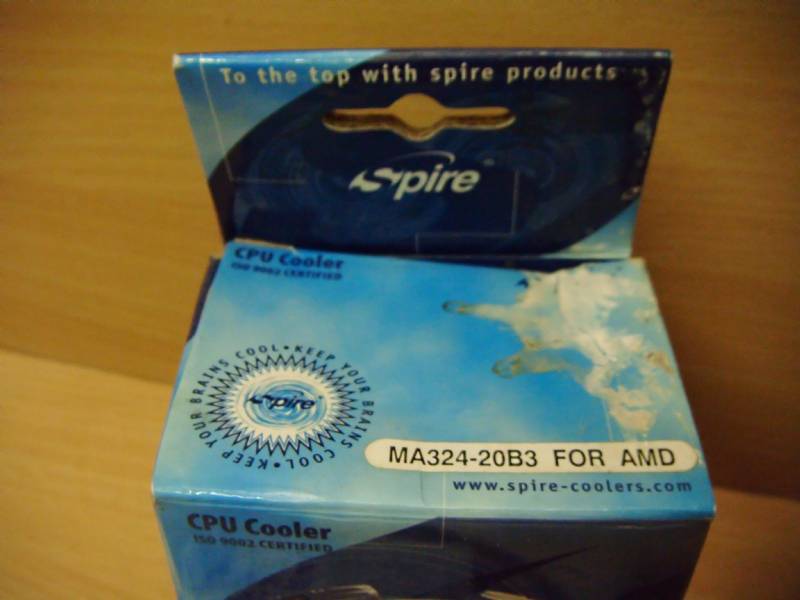 To the top with spire products
Spire
CPU Cooler
ISO 9002 CERTIFIED
KEEP YOUR BRAINS COOL • KEEP YOUR BRAINS COOL •
Spire
MA324-20B3 FOR AMD
www.spire-coolers.com
CPU Cooler
ISO 9002 CERTIFIED